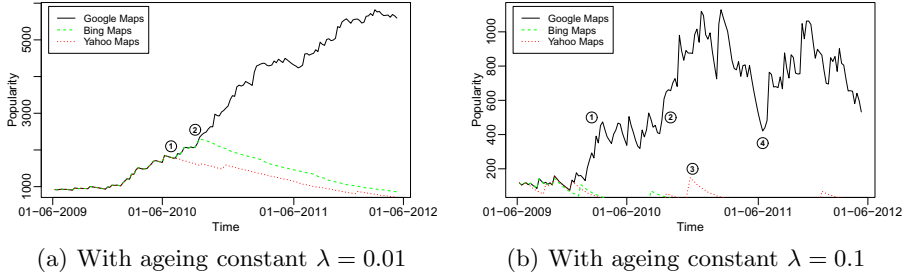 Google Maps
Bing Maps
Yahoo Maps
Popularity
1000
3000
5000
1
2
01-06-2009
01-06-2010
01-06-2011
01-06-2012
Time
(a) With ageing constant λ = 0.01
Google Maps
Bing Maps
Yahoo Maps
Popularity
200
400
600
800
1000
1
2
3
4
01-06-2009
01-06-2010
01-06-2011
01-06-2012
Time
(b) With ageing constant λ = 0.1